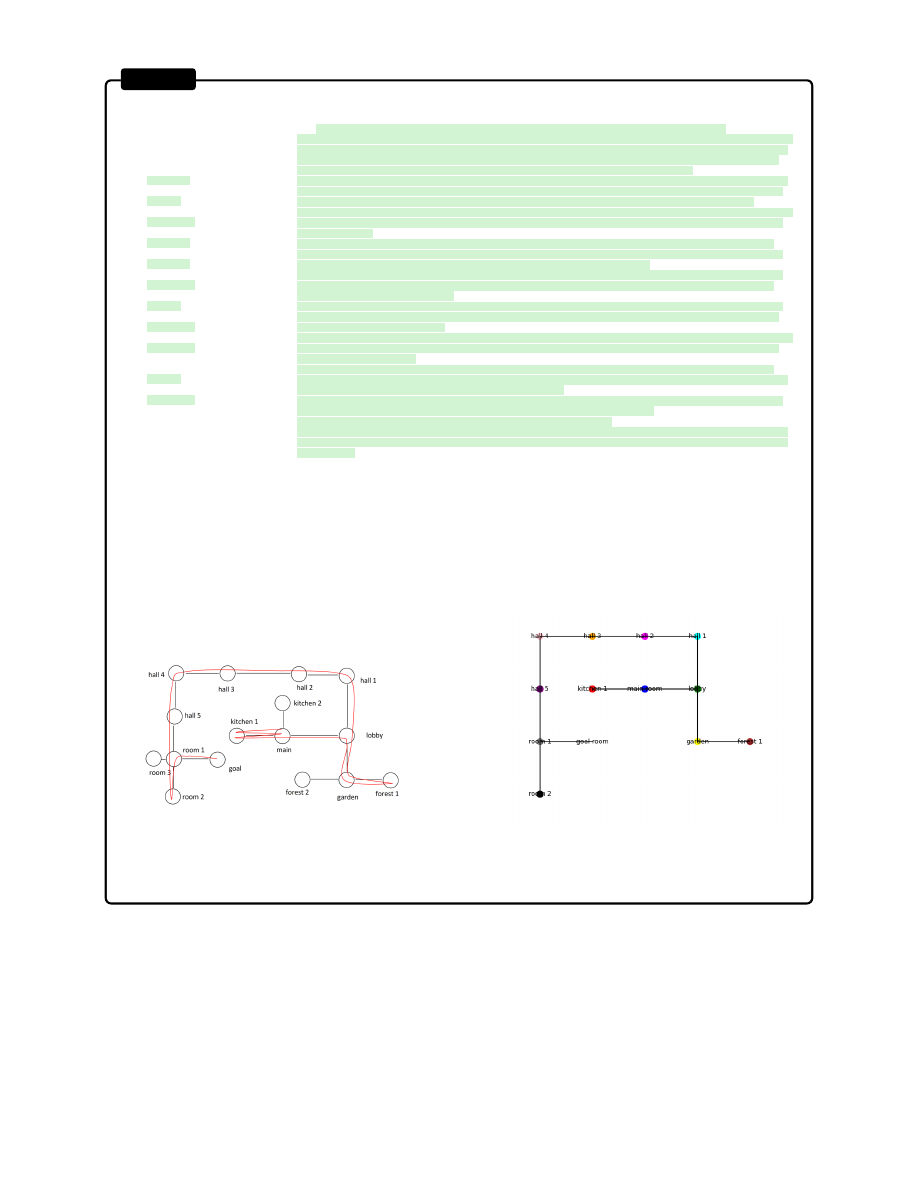 hall 4
hall 3
hall 2
hall 1
kitchen 2
hall 5
kitchen 1
lobby
main
room 1
goal
room 3
room 2
forest 2
garden
forest 1
hall 4
hall 3
hall 2
hall 1
hall 5
kitchen 1
main room
lobby
room 1
goal room
garden
forest 1
room 2